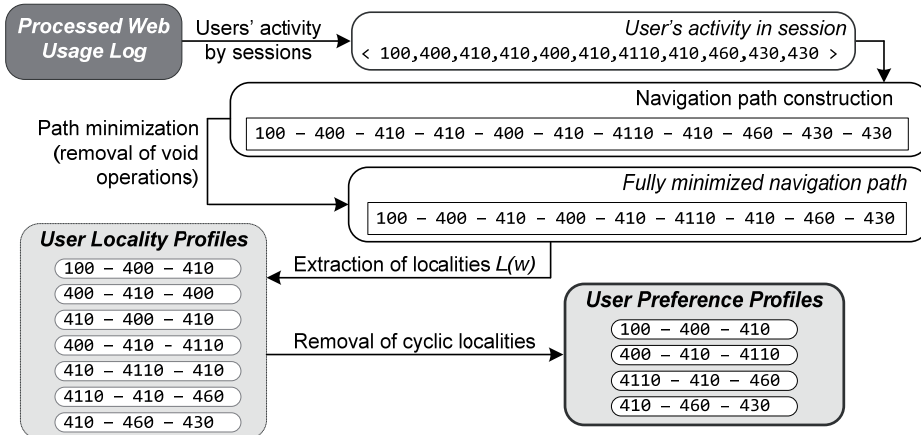 Processed Web
Usage Log
Users' activity
by sessions
User's activity in session
< 100,400,410,410,400,410,4110,410,460,430,430 >
Navigation path construction
100 – 400 – 410 – 410 – 400 – 410 – 4110 – 410 – 460 – 430 – 430
Path minimization
(removal of void
operations)
Fully minimized navigation path
100 – 400 – 410 – 400 – 410 – 4110 – 410 – 460 – 430
User Locality Profiles
100 – 400 – 410
400 – 410 – 400
410 – 400 – 410
400 – 410 – 4110
410 – 4110 – 410
4110 – 410 – 460
410 – 460 – 430
Extraction of localities L(w)
Removal of cyclic localities
User Preference Profiles
100 – 400 – 410
400 – 410 – 4110
4110 – 410 – 460
410 – 460 – 430